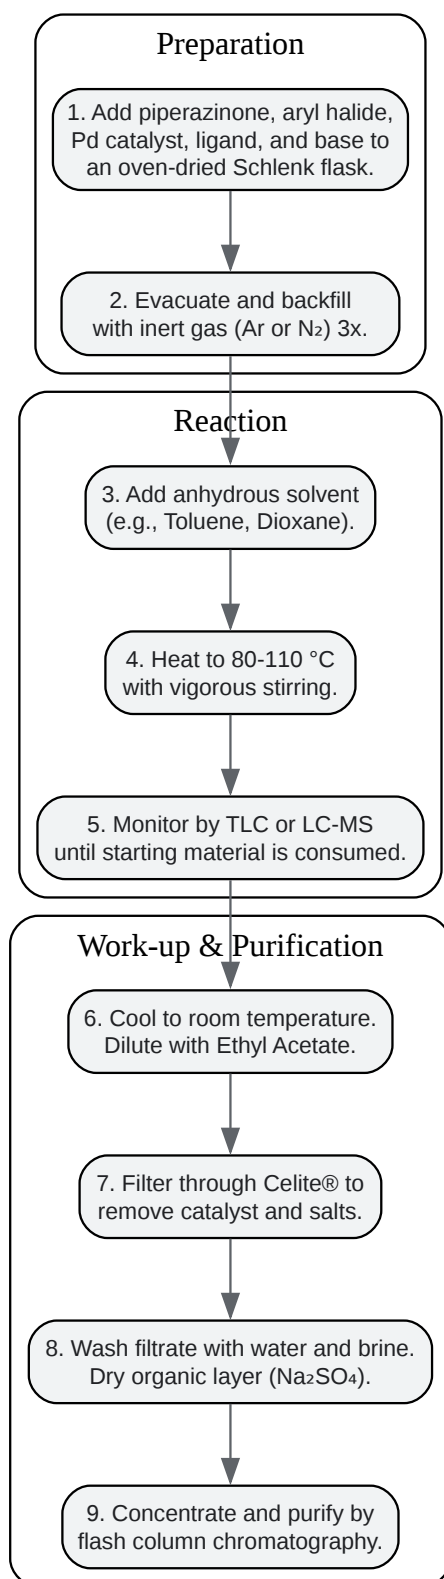 Preparation
1. Add piperazinone, aryl halide,
Pd catalyst, ligand, and base to
an oven-dried Schlenk flask.
2. Evacuate and backfill
with inert gas (Ar or N₂) 3x.
Reaction
3. Add anhydrous solvent
(e.g., Toluene, Dioxane).
4. Heat to 80-110 °C
with vigorous stirring.
5. Monitor by TLC or LC-MS
until starting material is consumed.
Work-up & Purification
6. Cool to room temperature.
Dilute with Ethyl Acetate.
7. Filter through Celite® to
remove catalyst and salts.
8. Wash filtrate with water and brine.
Dry organic layer (Na₂SO₄).
9. Concentrate and purify by
flash column chromatography.